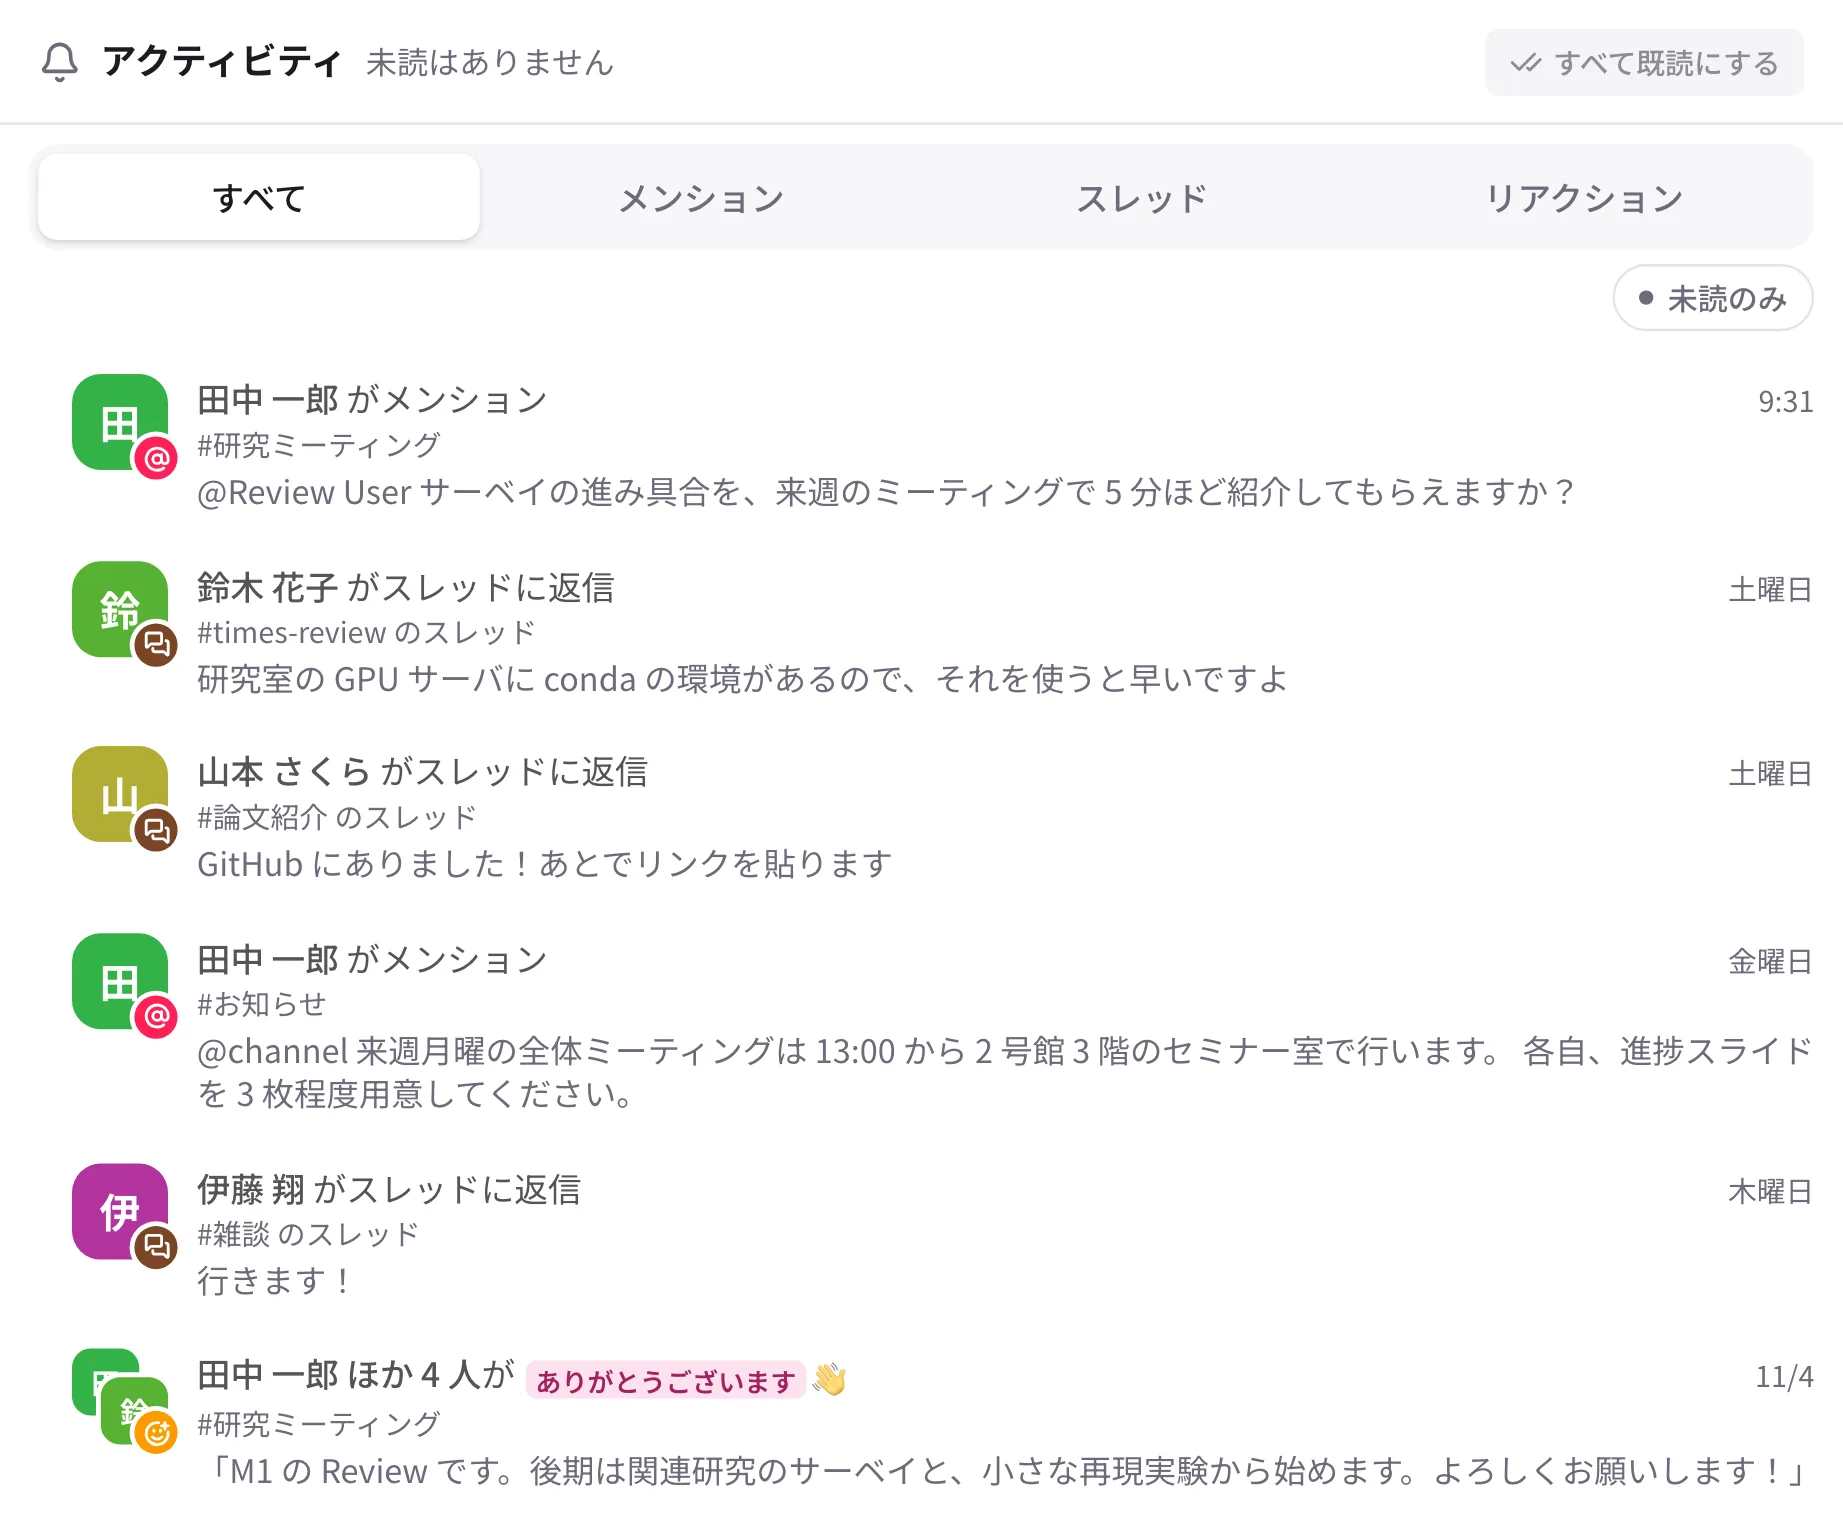 アクティビティ 未読はありません
すべて既読にする
すべて メンション スレッド リアクション
未読のみ
田
田中 一郎 がメンション 9:31
#研究ミーティング
@Review User サーベイの進み具合を、来週のミーティングで 5 分ほど紹介してもらえますか？
鈴
鈴木 花子 がスレッドに返信 土曜日
#times-review のスレッド
研究室の GPU サーバに conda の環境があるので、それを使うと早いですよ
山
山本 さくら がスレッドに返信 土曜日
#論文紹介 のスレッド
GitHub にありました！あとでリンクを貼ります
田
田中 一郎 がメンション 金曜日
#お知らせ
@channel 来週月曜の全体ミーティングは 13:00 から 2 号館 3 階のセミナー室で行います。 各自、進捗スライド
を 3 枚程度用意してください。
伊
伊藤 翔 がスレッドに返信 木曜日
#雑談 のスレッド
行きます！
田
鈴
田中 一郎 ほか 4 人が ありがとうございます 👋 11/4
#研究ミーティング
「M1 の Review です。後期は関連研究のサーベイと、小さな再現実験から始めます。よろしくお願いします！」